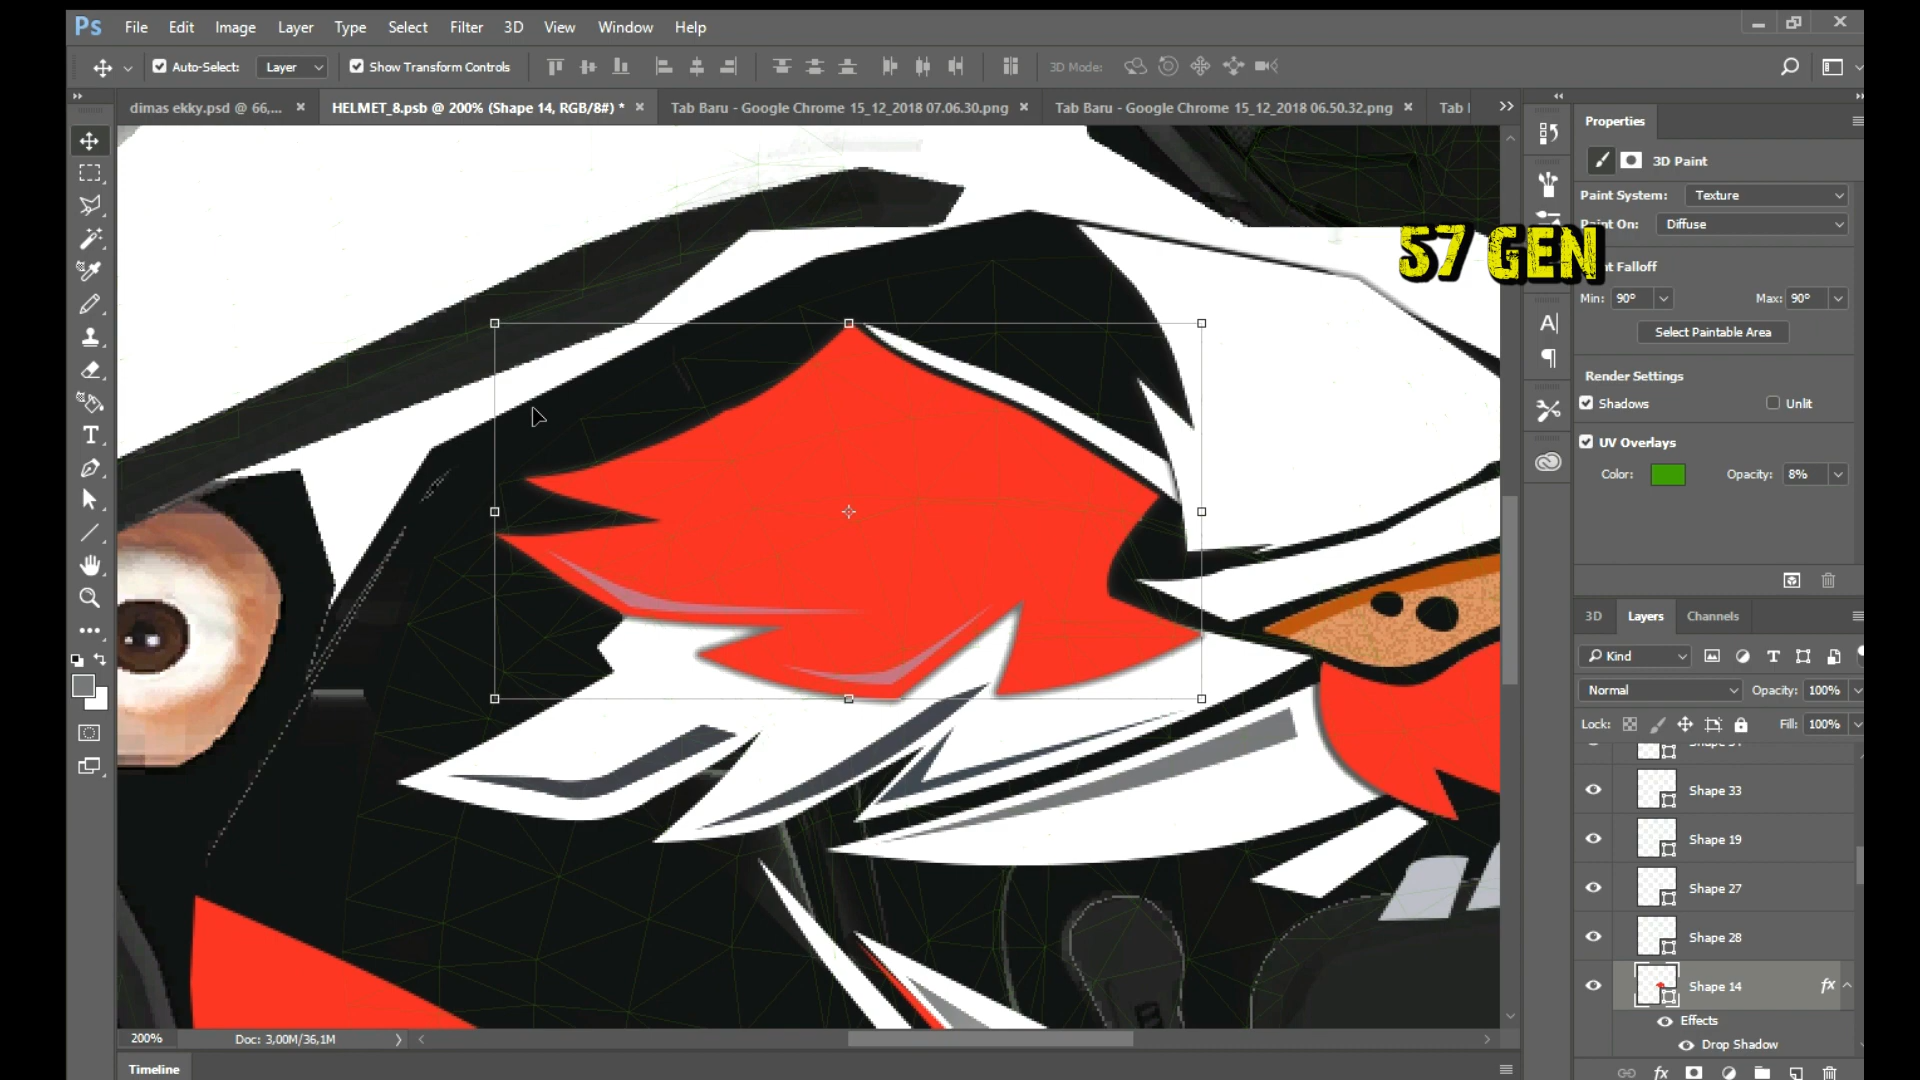 Ps File Edit Image Layer Type Select Filter 3D View Window Help
Auto-Select: Layer Show Transform Controls 3D Mode:
dimas ekky.psd @ 66,... × HELMET_8.psb @ 200% (Shape 14, RGB/8#) * × Tab Baru - Google Chrome 15_12_2018 07.06.30.png × Tab Baru - Google Chrome 15_12_2018 06.50.32.png ×
Properties
3D Paint
Paint System: Texture
On: Diffuse
57 GEN
Falloff
Min: 90° Max: 90°
Select Paintable Area
Render Settings
Shadows Unlit
UV Overlays
Color: Opacity: 8%
3D Layers Channels
Kind
Normal Opacity: 100%
Lock: Fill: 100%
Shape 33
Shape 19
Shape 27
Shape 28
Shape 14 fx
Effects
Drop Shadow
fx
200% Doc: 3,00M/36,1M
Timeline